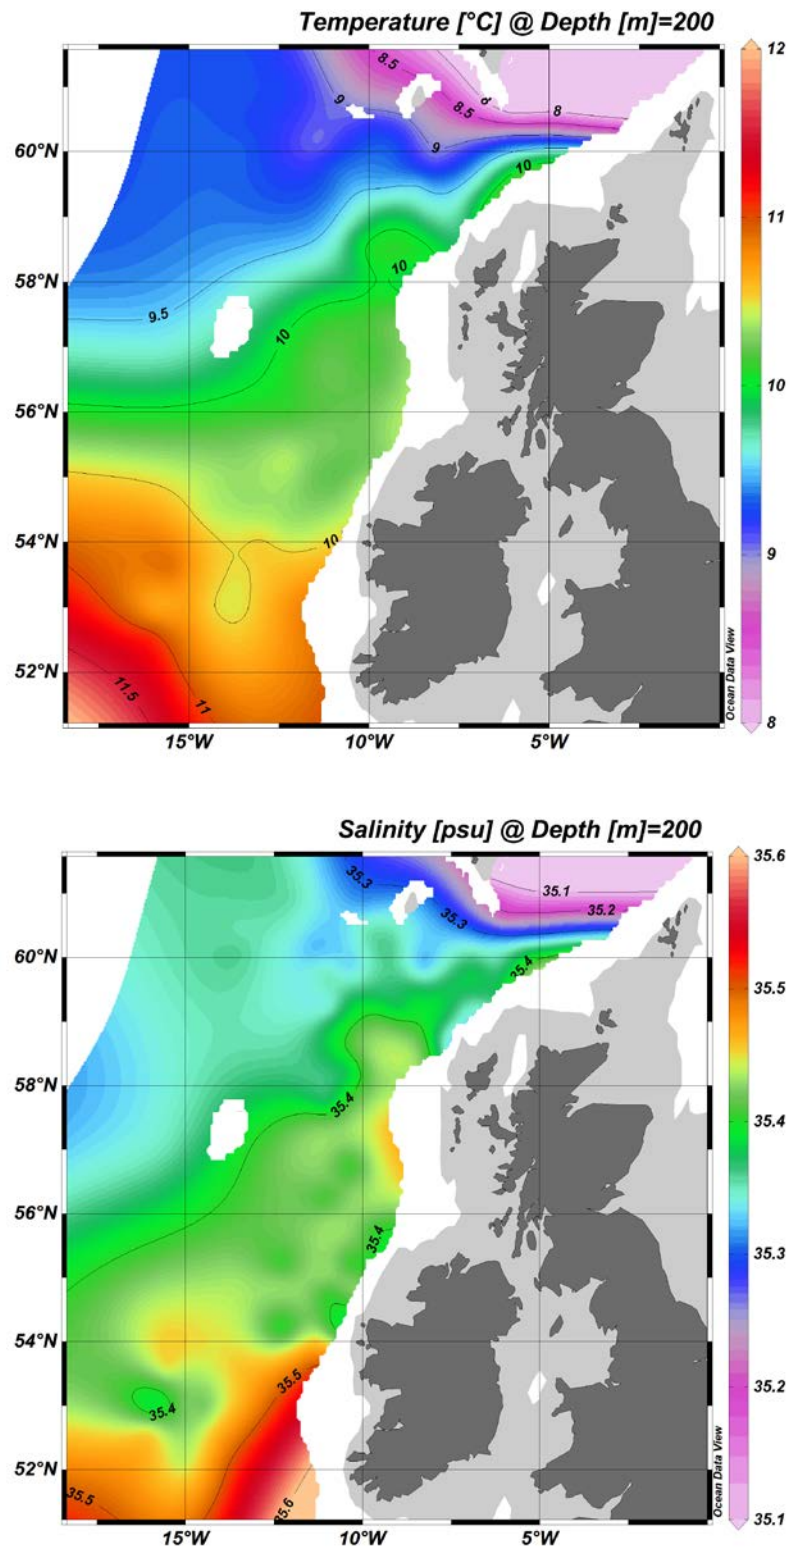 Temperature [°C] @ Depth [m]=200
12
8.5
9
8
8.5
8
60°N
9
10
11
58°N
10
9.5
10
10
56°N
54°N
10
9
52°N
11.5
11
Ocean Data View
8
15°W
10°W
5°W
Salinity [psu] @ Depth [m]=200
35.6
35.3
35.1
35.2
35.3
60°N
35.4
35.5
58°N
35.4
35.4
56°N
35.4
35.3
54°N
35.5
35.4
35.2
52°N
35.5
35.6
Ocean Data View
35.1
15°W
10°W
5°W